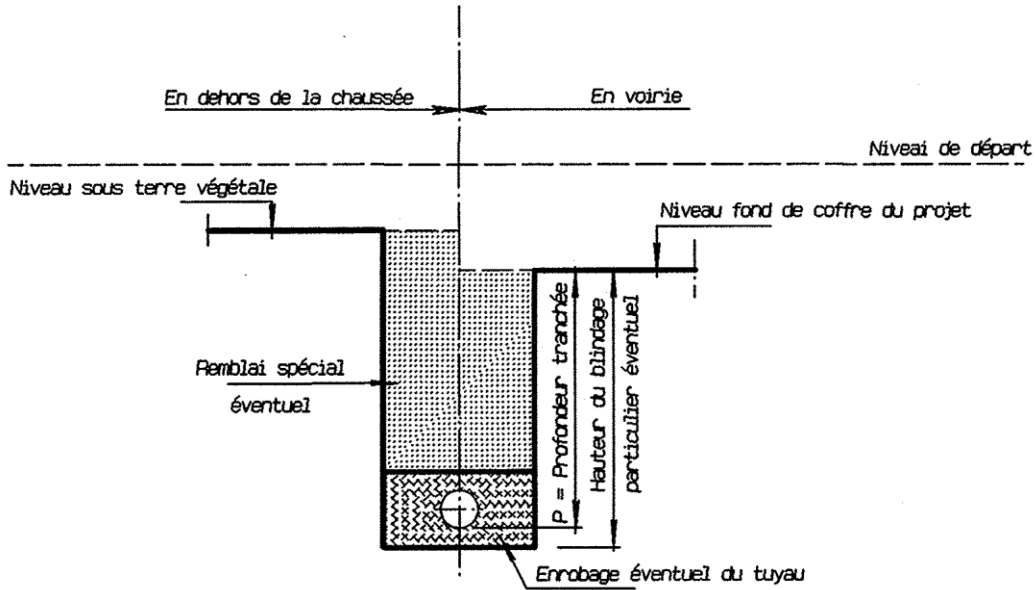 En dehors de la chaussée
En voirie
Niveai de départ
Niveau sous terre végétale
Niveau fond de coffre du projet
Remblai spécial
éventuel
P = Profondeur tranchée
Hauteur du blindage
particulier éventuel
Enrobage éventuel du tuyau